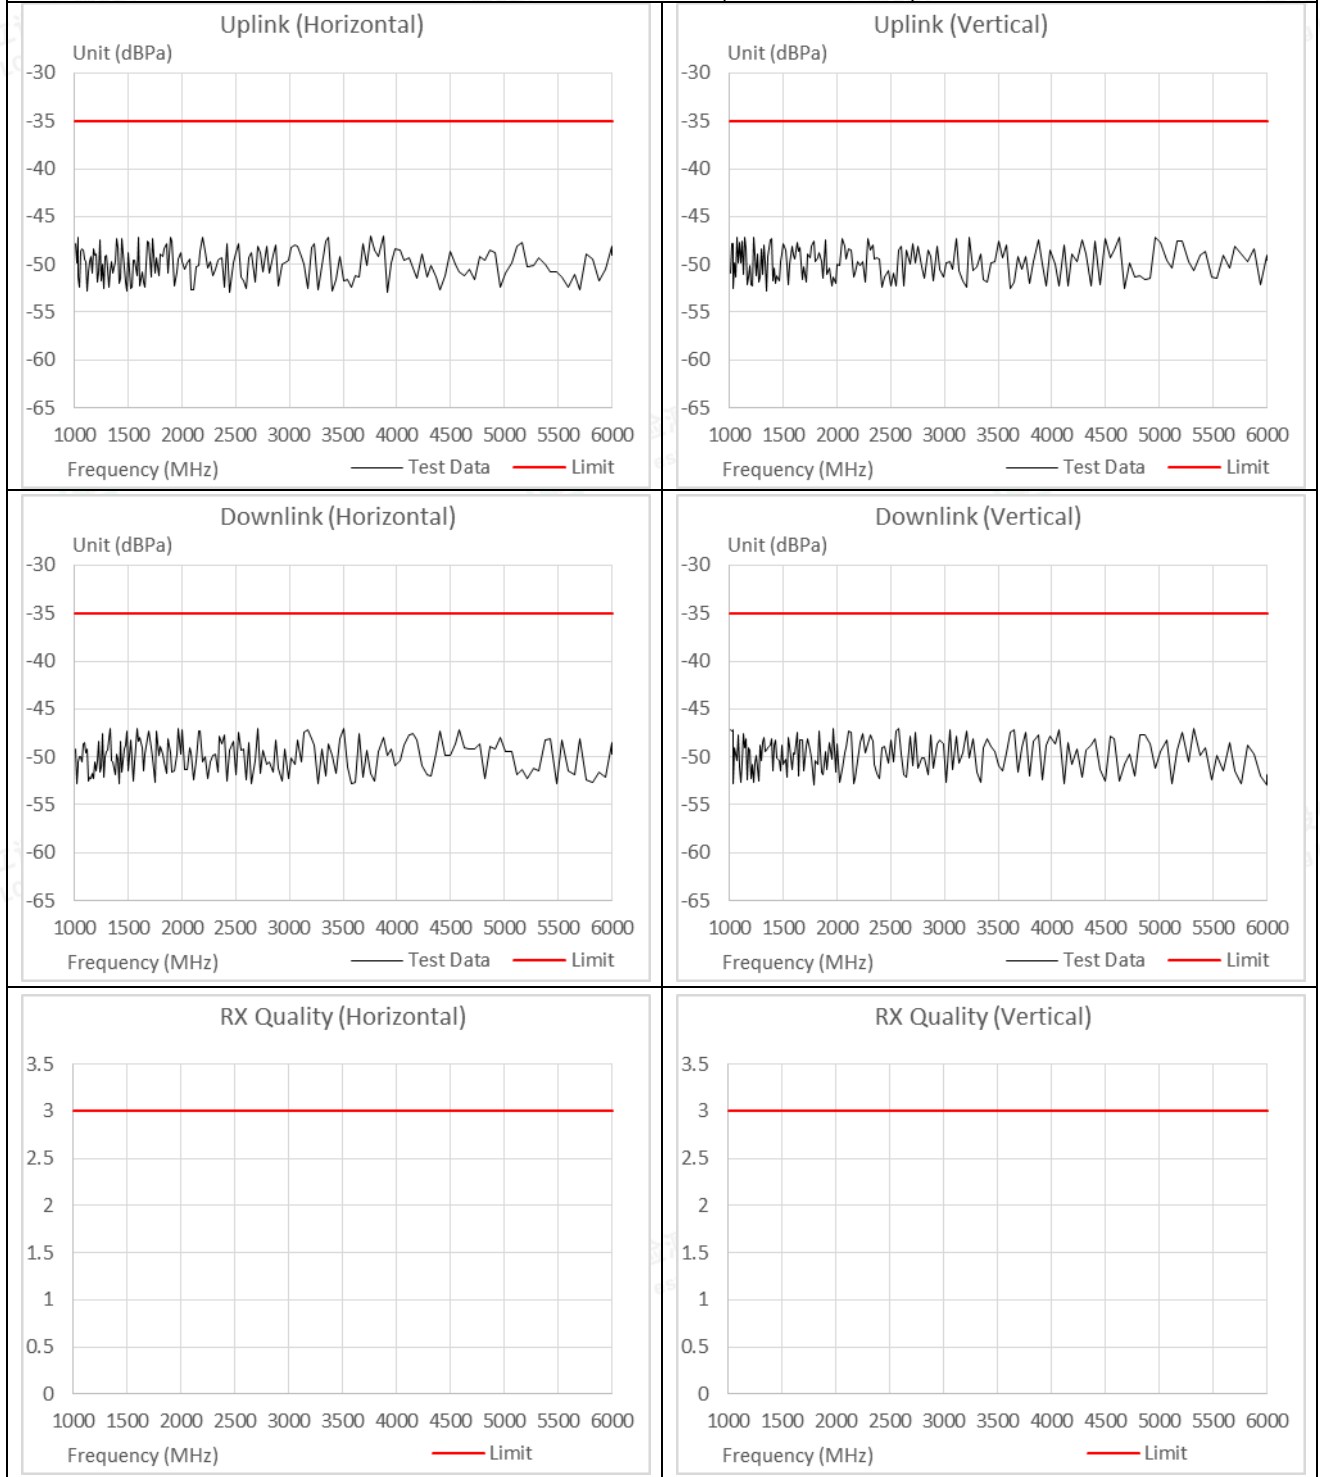 Uplink (Horizontal)
Unit (dBPa)
-30
-35
-40
-45
-50
-55
-60
-65
1000 1500 2000 2500 3000 3500 4000 4500 5000 5500 6000
Frequency (MHz) Test Data Limit
Uplink (Vertical)
Unit (dBPa)
-30
-35
-40
-45
-50
-55
-60
-65
1000 1500 2000 2500 3000 3500 4000 4500 5000 5500 6000
Frequency (MHz) Test Data Limit
Downlink (Horizontal)
Unit (dBPa)
-30
-35
-40
-45
-50
-55
-60
-65
1000 1500 2000 2500 3000 3500 4000 4500 5000 5500 6000
Frequency (MHz) Test Data Limit
Downlink (Vertical)
Unit (dBPa)
-30
-35
-40
-45
-50
-55
-60
-65
1000 1500 2000 2500 3000 3500 4000 4500 5000 5500 6000
Frequency (MHz) Test Data Limit
RX Quality (Horizontal)
3.5
3
2.5
2
1.5
1
0.5
0
1000 1500 2000 2500 3000 3500 4000 4500 5000 5500 6000
Frequency (MHz) Limit
RX Quality (Vertical)
3.5
3
2.5
2
1.5
1
0.5
0
1000 1500 2000 2500 3000 3500 4000 4500 5000 5500 6000
Frequency (MHz) Limit